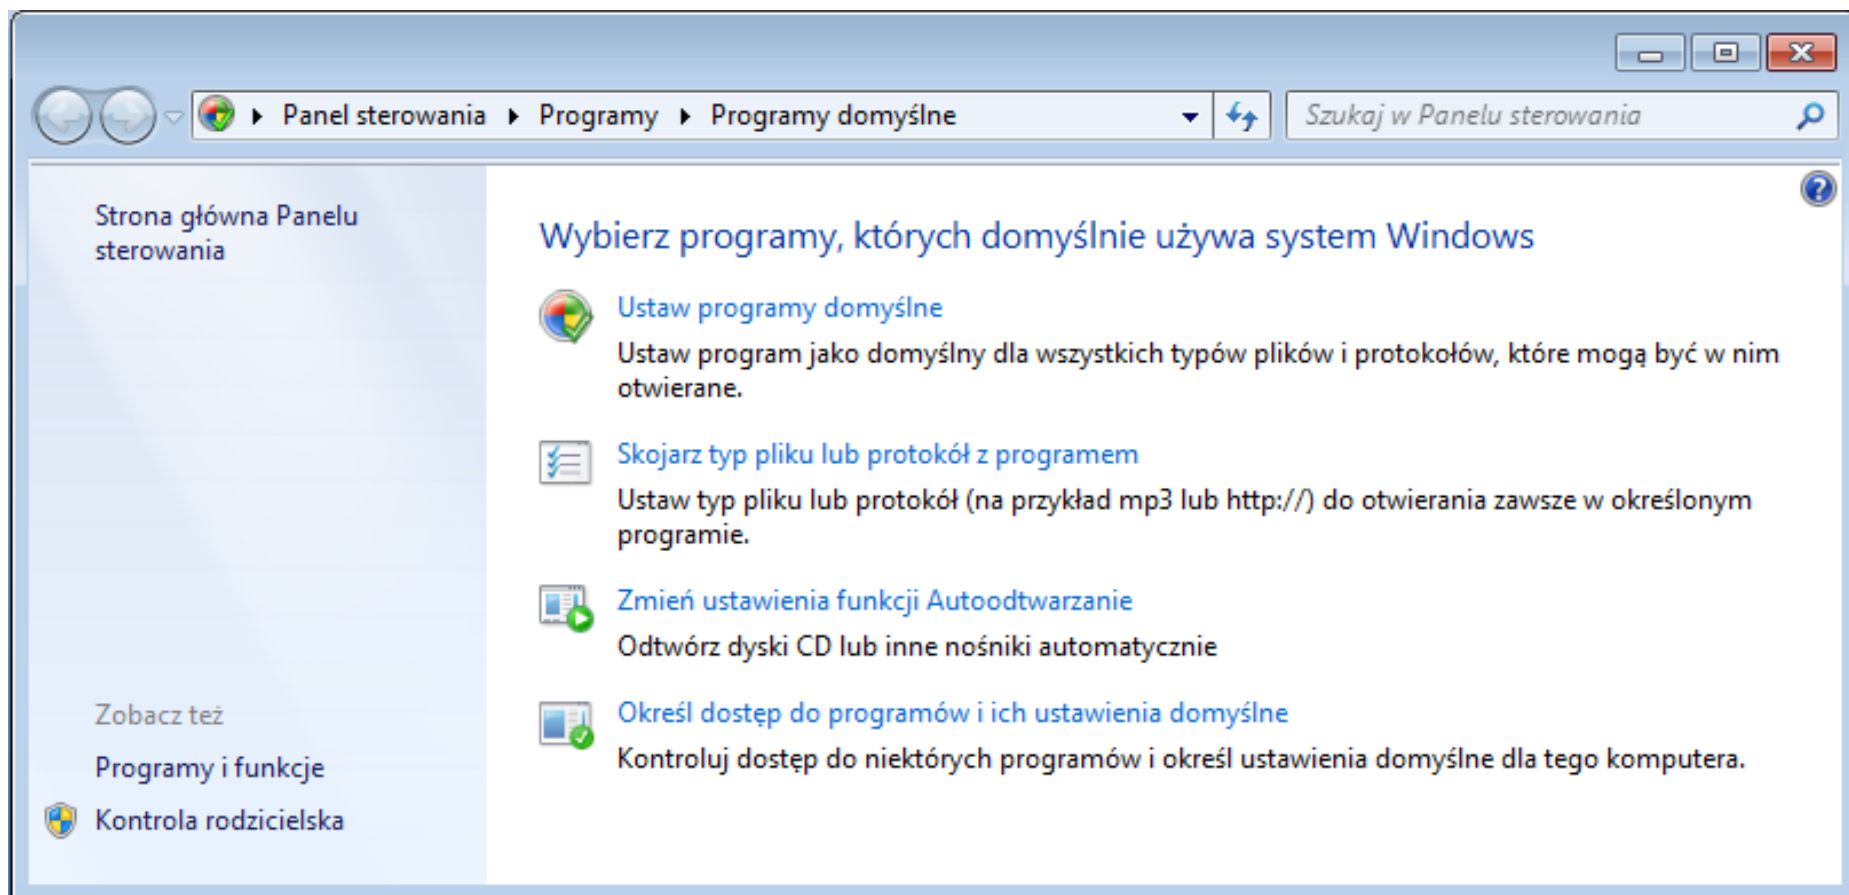 Panel sterowania Programy Programy domyślne
Szukaj w Panelu sterowania
Strona główna Panelu
sterowania
Wybierz programy, których domyślnie używa system Windows
Ustaw programy domyślne
Ustaw program jako domyślny dla wszystkich typów plików i protokołów, które mogą być w nim
otwierane.
Skojarz typ pliku lub protokół z programem
Ustaw typ pliku lub protokół (na przykład mp3 lub http://) do otwierania zawsze w określonym
programie.
Zmień ustawienia funkcji Autoodtwarzanie
Odtwórz dyski CD lub inne nośniki automatycznie
Określ dostęp do programów i ich ustawienia domyślne
Kontroluj dostęp do niektórych programów i określ ustawienia domyślne dla tego komputera.
Zobacz też
Programy i funkcje
Kontrola rodzicielska